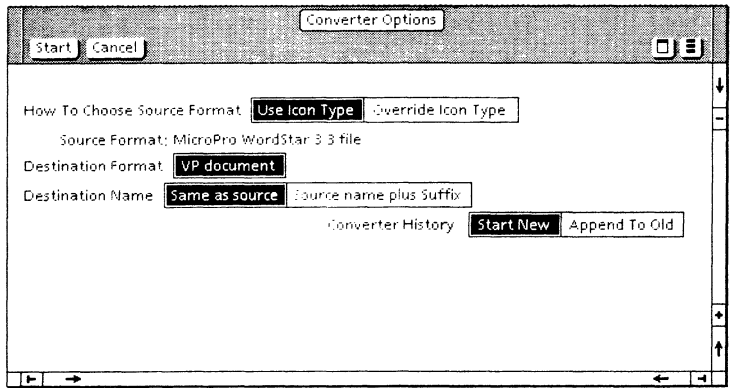 Converter Options
Start Cancel
How To Choose Source Format Use Icon Type Override Icon Type
Source Format: MicroPro WordStar 3.3 file
Destination Format VP document
Destination Name Same as source Source name plus Suffix
Converter History Start New Append To Old